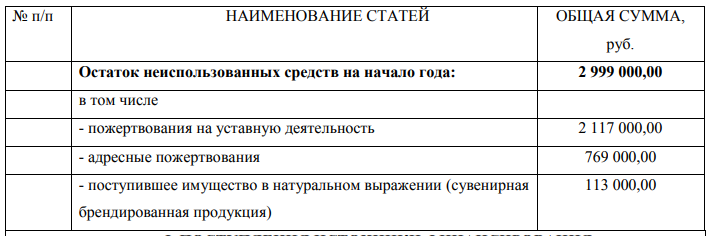 № п/п НАИМЕНОВАНИЕ СТАТЕЙ ОБЩАЯ СУММА,
руб.
Остаток неиспользованных средств на начало года: 2 999 000,00
в том числе
- пожертвования на уставную деятельность 2 117 000,00
- адресные пожертвования 769 000,00
- поступившее имущество в натуральном выражении (сувенирная 113 000,00
брендированная продукция)